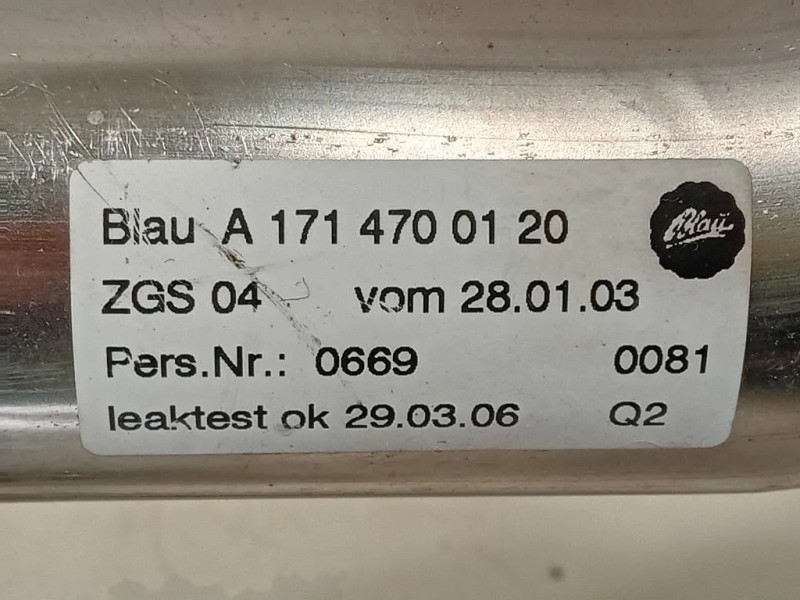 Blau A 171 470 01 20
Blau
ZGS 04 vom 28.01.03
Pers.Nr.: 0669 0081
leaktest ok 29.03.06 Q2